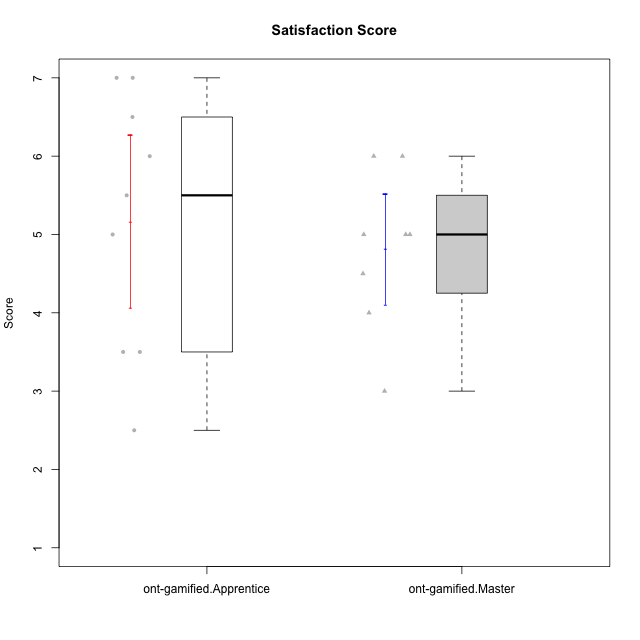 Satisfaction Score
Score
7
6
5
4
3
2
1
ont-gamified.Apprentice
ont-gamified.Master